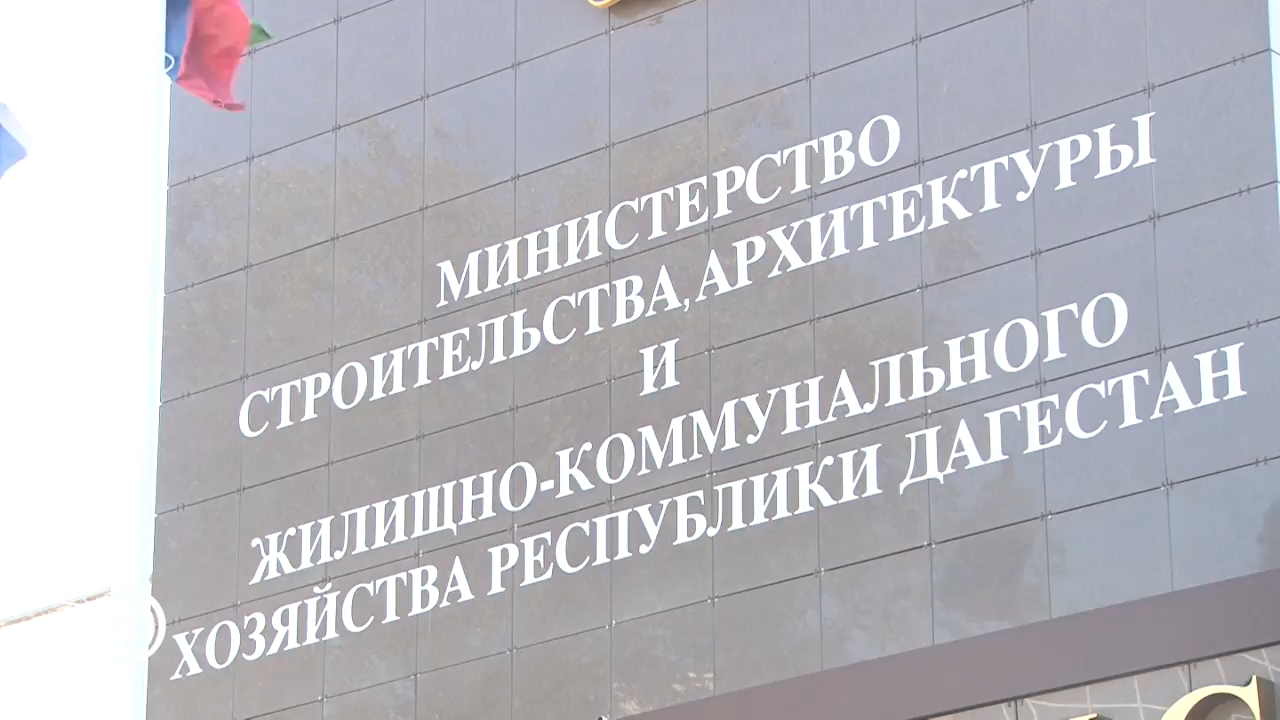 МИНИСТЕРСТВО
СТРОИТЕЛЬСТВА, АРХИТЕКТУРЫ
И
ЖИЛИЩНО-КОММУНАЛЬНОГО
ХОЗЯЙСТВА РЕСПУБЛИКИ ДАГЕСТАН